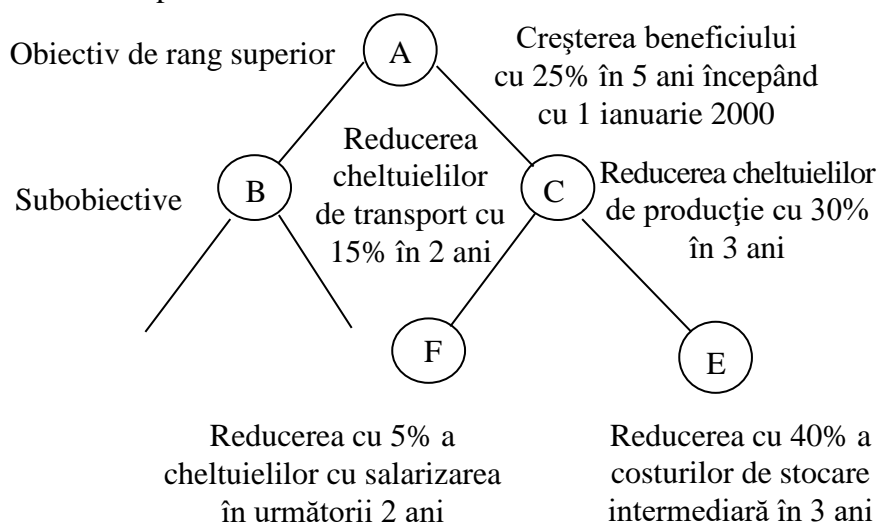 Obiectiv de rang superior
A
Creşterea beneficiului
cu 25% în 5 ani începând
cu 1 ianuarie 2000
Subobiective
B
Reducerea
cheltuielilor
de transport cu
15% în 2 ani
C
Reducerea cheltuielilor
de producţie cu 30%
în 3 ani
F
E
Reducerea cu 5% a
cheltuielilor cu salarizarea
în următorii 2 ani
Reducerea cu 40% a
costurilor de stocare
intermediară în 3 ani